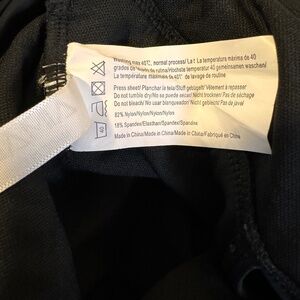 Washing max 40°C, normal process/ La t La temperatura máxima de 40
grados de lavado de rutina/Höchste temperatur 40 gemeinsamen waschen/
La température maximale de 40°C de lavage de routine
Press sheet/ Planchar la tela/Stuff gebügelt/ Vêtement à repasser
Do not tumble dry/No se puede secar/Nicht trocknen/ Pas de séchage
Do not bleach/ No usar blanqueador/ Nicht bleichen/ Pas de javel
82% Nylon/Nylon/Nylon/Nylon
18% Spandex/Elasthan/Spandex/Spandex
Made in China/Made in China/Made in China/Fabriqué en Chine